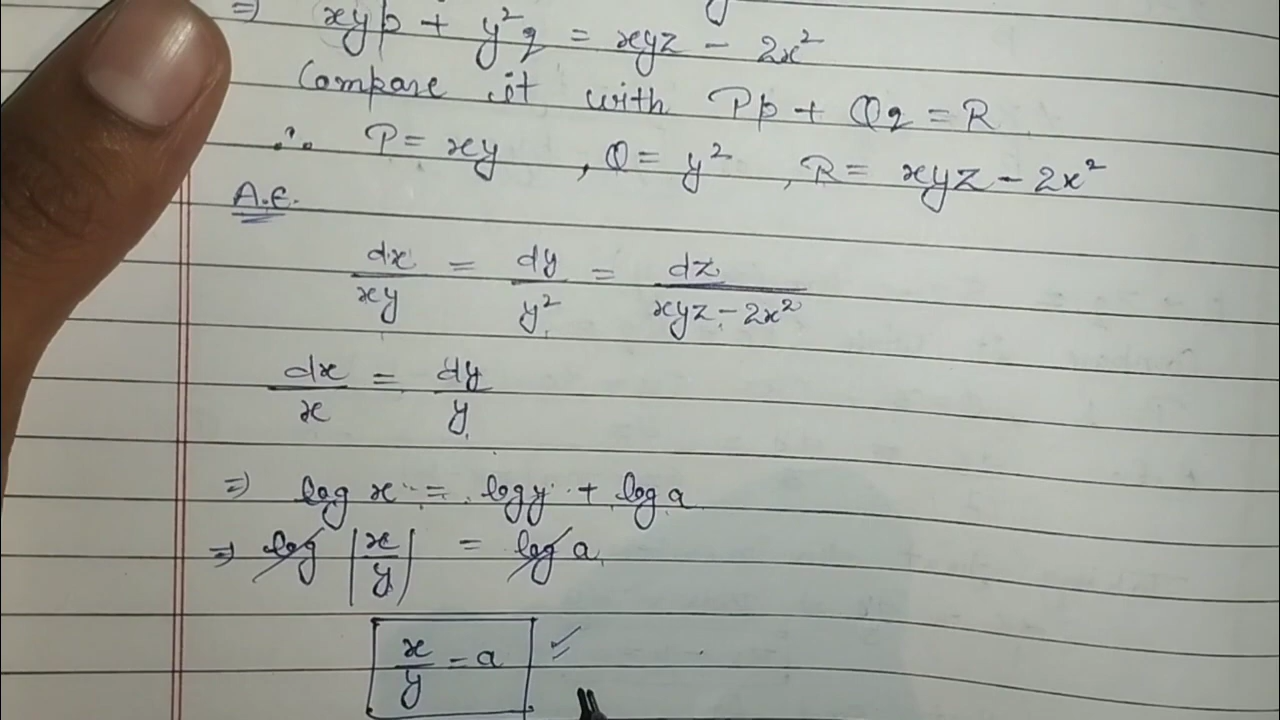 ⇒ xyp + y²q = xyz - 2x²
Compare it with Pp + Qq = R
∴ P = xy , Q = y² , R = xyz - 2x²
A.E.
dx/xy = dy/y² = dz/xyz - 2x²
dx/x = dy/y
⇒ log x = log y + log a
⇒ log |x/y| = log a
x/y = a